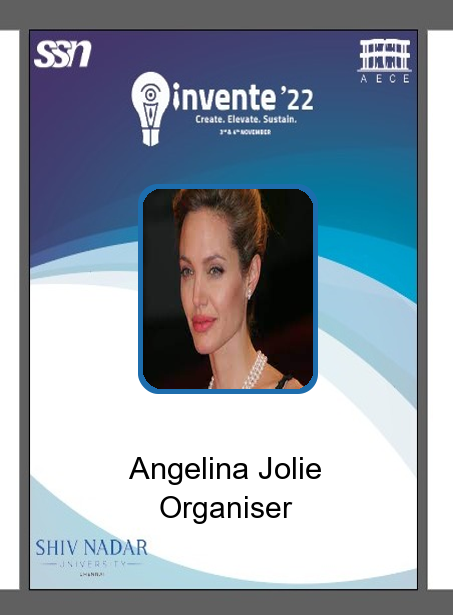 ssn
AECE
invente '22
Create. Elevate. Sustain.
3RD & 4TH NOVEMBER
Angelina Jolie
Organiser
SHIV NADAR
UNIVERSITY
CHENNAI